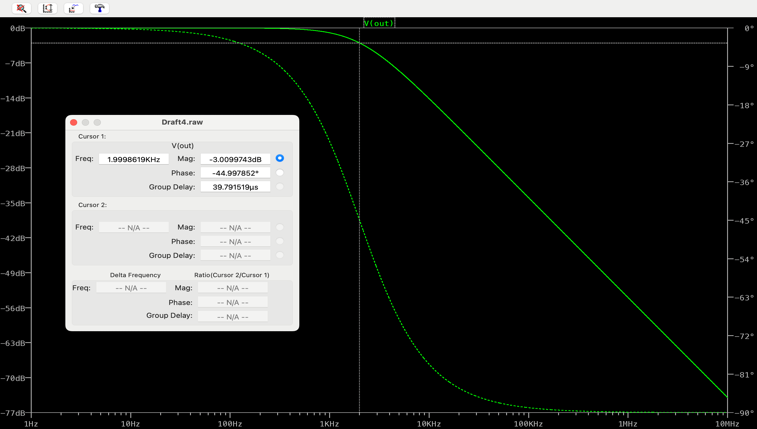 V(out)
0dB
-7dB
-14dB
-21dB
-28dB
-35dB
-42dB
-49dB
-56dB
-63dB
-70dB
-77dB
0°
-9°
-18°
-27°
-36°
-45°
-54°
-63°
-72°
-81°
-90°
1Hz
10Hz
100Hz
1KHz
10KHz
100KHz
1MHz
10MHz
Draft4.raw
Cursor 1:
V(out)
Freq: 1.9998619KHz Mag: -3.0099743dB
Phase: -44.997852°
Group Delay: 39.791519µs
Cursor 2:
Freq: -- N/A -- Mag: -- N/A --
Phase: -- N/A --
Group Delay: -- N/A --
Delta Frequency Ratio(Cursor 2/Cursor 1)
Freq: -- N/A -- Mag: -- N/A --
Phase: -- N/A --
Group Delay: -- N/A --